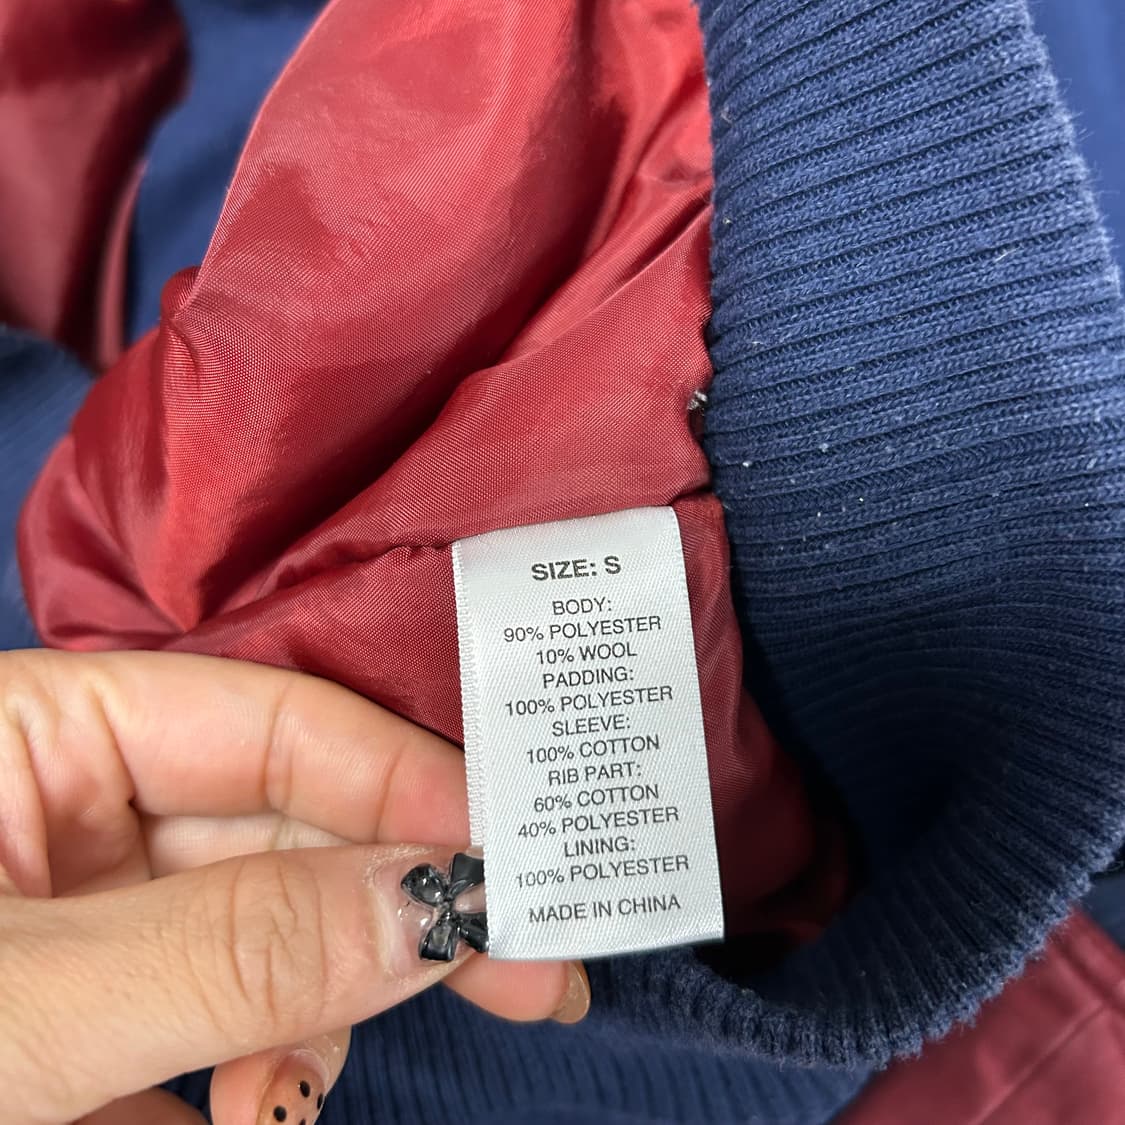 SIZE: S
BODY:
90% POLYESTER
10% WOOL
PADDING:
100% POLYESTER
SLEEVE:
100% COTTON
RIB PART:
60% COTTON
40% POLYESTER
LINING:
100% POLYESTER
MADE IN CHINA